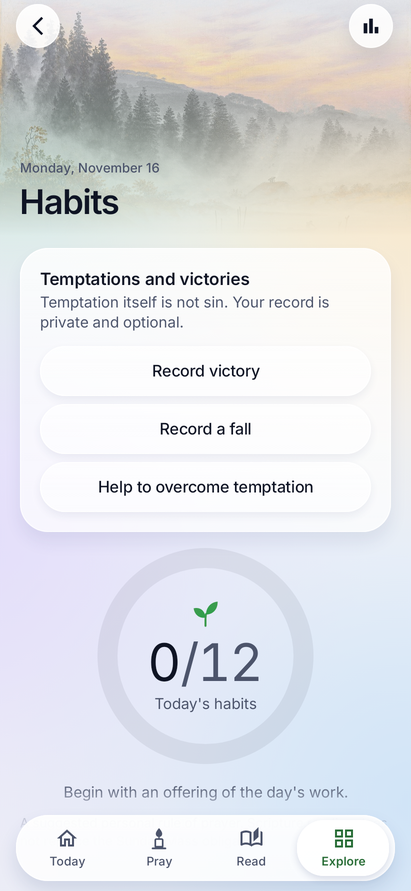 Monday, November 16
Habits
Temptations and victories
Temptation itself is not sin. Your record is
private and optional.
Record victory
Record a fall
Help to overcome temptation
0/12
Today's habits
Begin with an offering of the day's work.
Today
Pray
Read
Explore